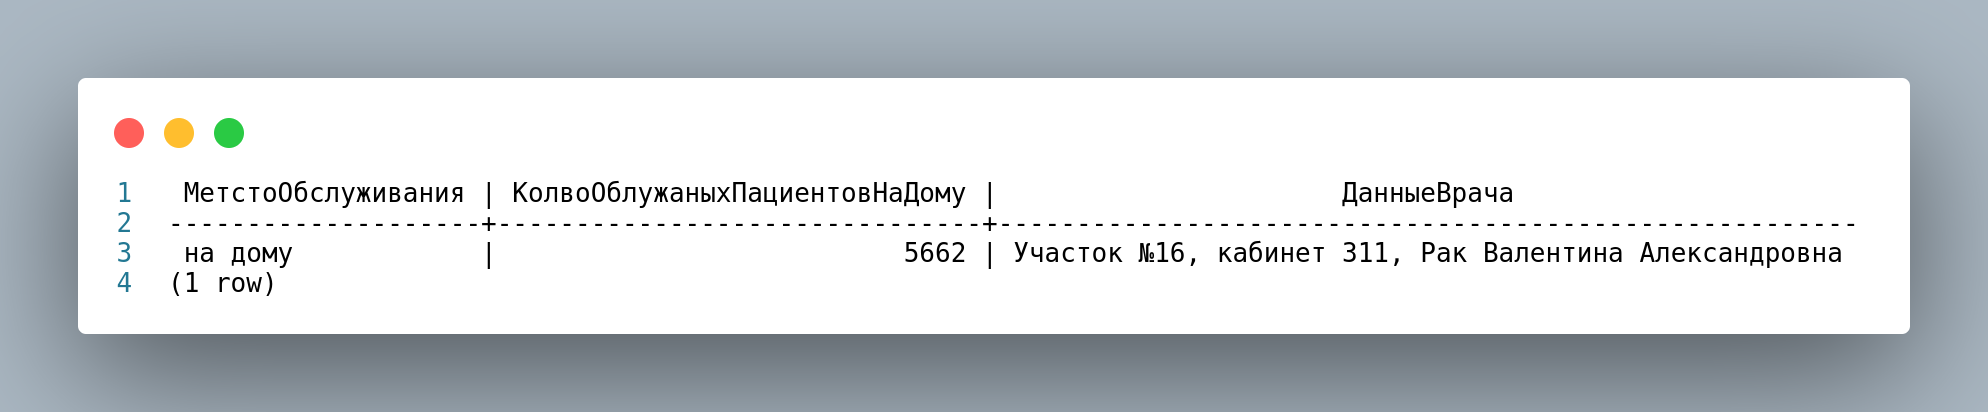 1 МетстоОбслуживания | КолвоОблужаныхПациентовНаДому | ДанныеВрача
2 --------------------+-------------------------------+-------------------------------------------------------
3 на дому | 5662 | Участок №16, кабинет 311, Рак Валентина Александровна
4 (1 row)